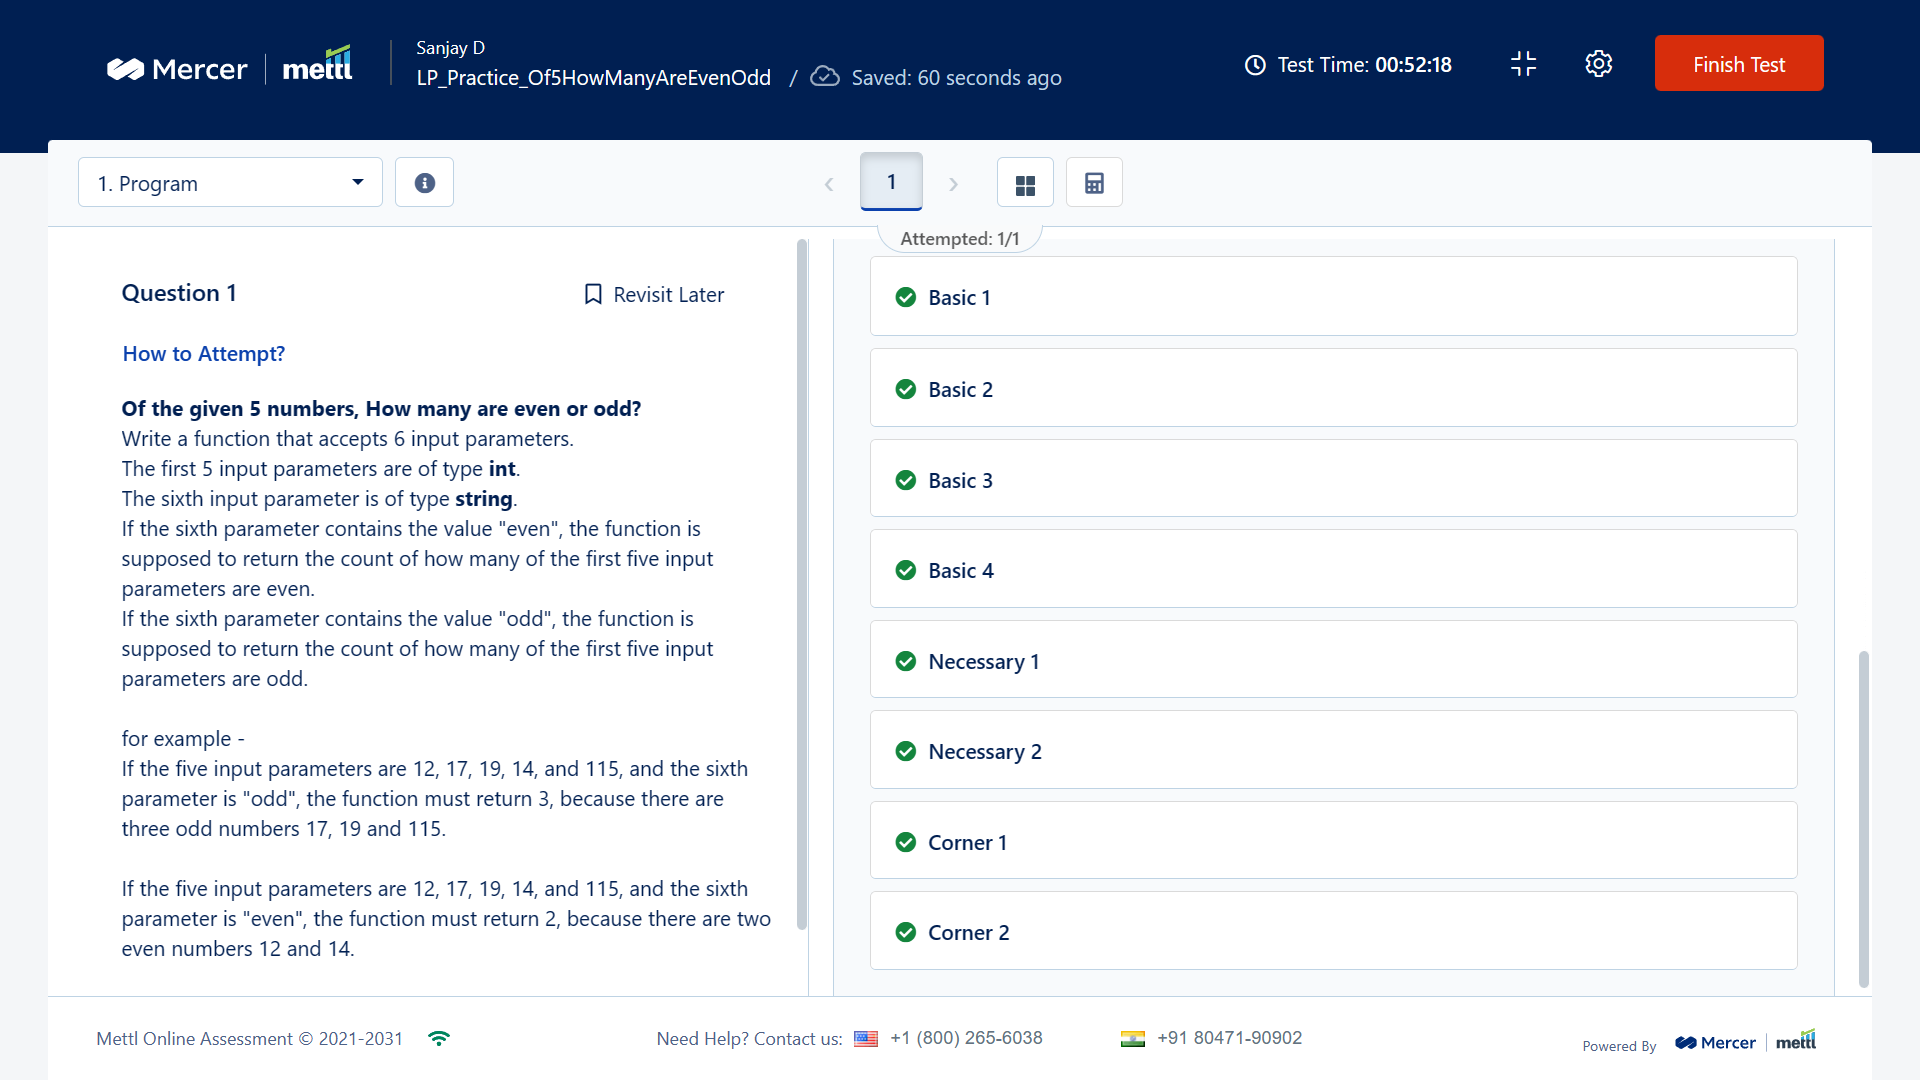 Mercer mettl
Sanjay D
LP_Practice_Of5HowManyAreEvenOdd / Saved: 60 seconds ago
Test Time: 00:52:18
Finish Test
1. Program
1
Attempted: 1/1
Question 1
Revisit Later
How to Attempt?
Of the given 5 numbers, How many are even or odd?
Write a function that accepts 6 input parameters.
The first 5 input parameters are of type int.
The sixth input parameter is of type string.
If the sixth parameter contains the value "even", the function is
supposed to return the count of how many of the first five input
parameters are even.
If the sixth parameter contains the value "odd", the function is
supposed to return the count of how many of the first five input
parameters are odd.
for example -
If the five input parameters are 12, 17, 19, 14, and 115, and the sixth
parameter is "odd", the function must return 3, because there are
three odd numbers 17, 19 and 115.
If the five input parameters are 12, 17, 19, 14, and 115, and the sixth
parameter is "even", the function must return 2, because there are two
even numbers 12 and 14.
Basic 1
Basic 2
Basic 3
Basic 4
Necessary 1
Necessary 2
Corner 1
Corner 2
Mettl Online Assessment © 2021-2031
Need Help? Contact us: +1 (800) 265-6038
+91 80471-90902
Powered By Mercer mettl